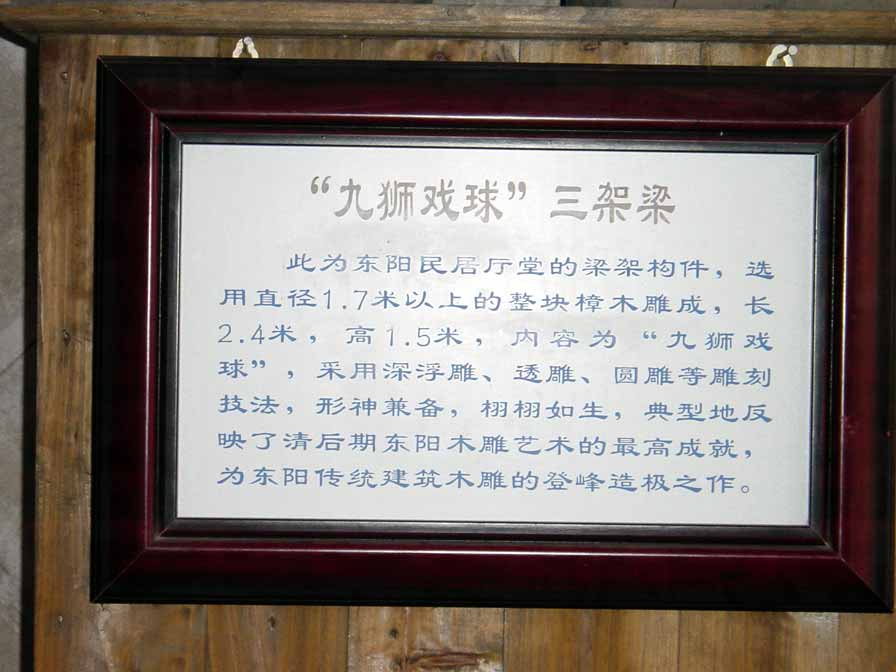 “九狮戏球” 三架梁
此为东阳民居厅堂的梁架构件，选
用直径1.7米以上的整块樟木雕成，长
2.4米，高1.5米，内容为“九狮戏
球”，采用深浮雕、透雕、圆雕等雕刻
技法，形神兼备，栩栩如生，典型地反
映了清后期东阳木雕艺术的最高成就，
为东阳传统建筑木雕的登峰造极之作。